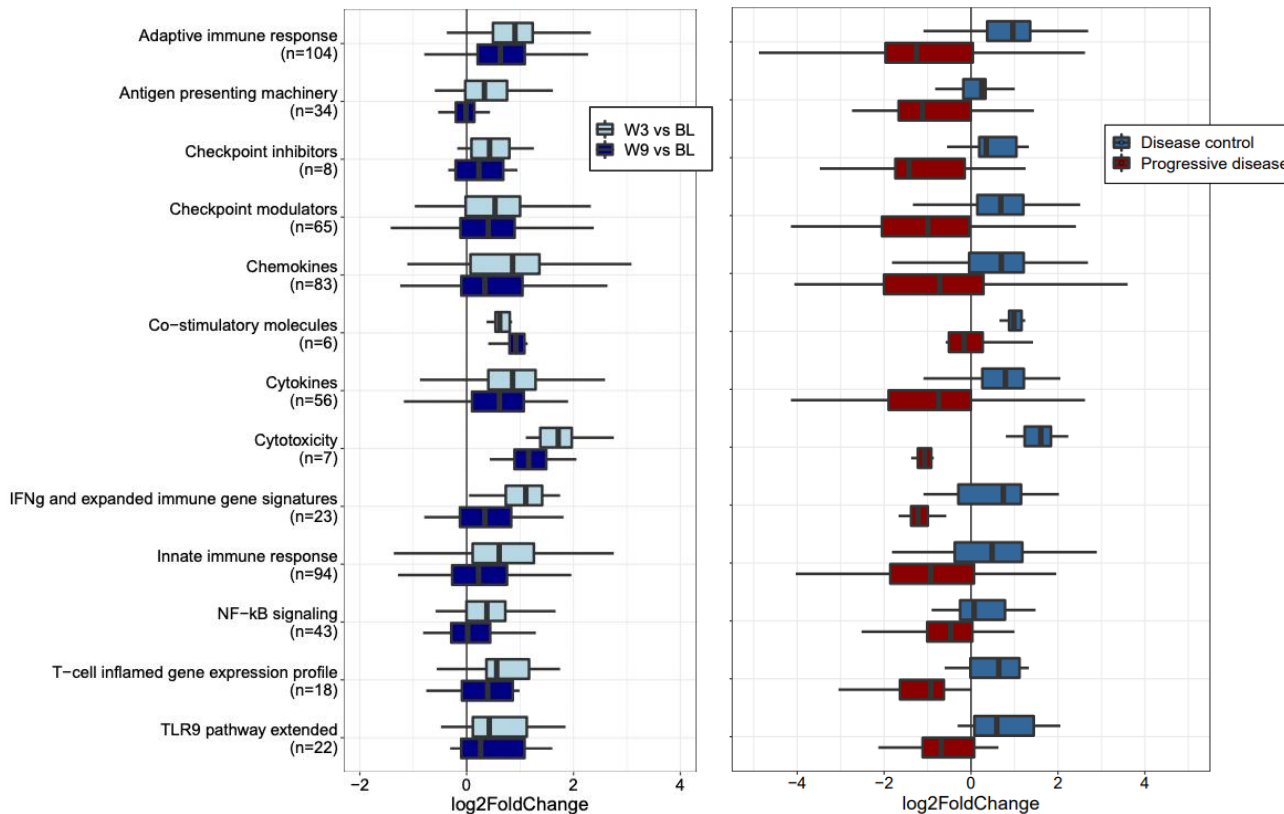 Adaptive immune response
(n=104)
Antigen presenting machinery
(n=34)
Checkpoint inhibitors
(n=8)
Checkpoint modulators
(n=65)
Chemokines
(n=83)
Co−stimulatory molecules
(n=6)
Cytokines
(n=56)
Cytotoxicity
(n=7)
IFNg and expanded immune gene signatures
(n=23)
Innate immune response
(n=94)
NF−kB signaling
(n=43)
T−cell inflamed gene expression profile
(n=18)
TLR9 pathway extended
(n=22)
W3 vs BL
W9 vs BL
−2 0 2 4
log2FoldChange
Disease control
Progressive disease
−4 −2 0 2 4
log2FoldChange